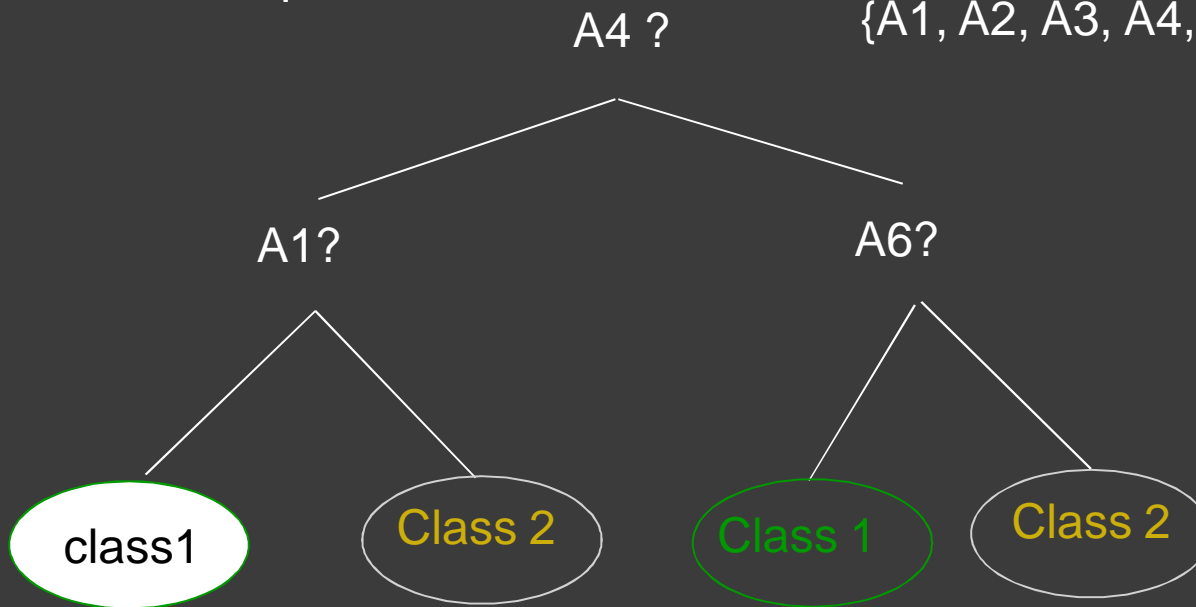 A4 ?
{A1, A2, A3, A4,
A1?
A6?
class1
Class 2
Class 1
Class 2